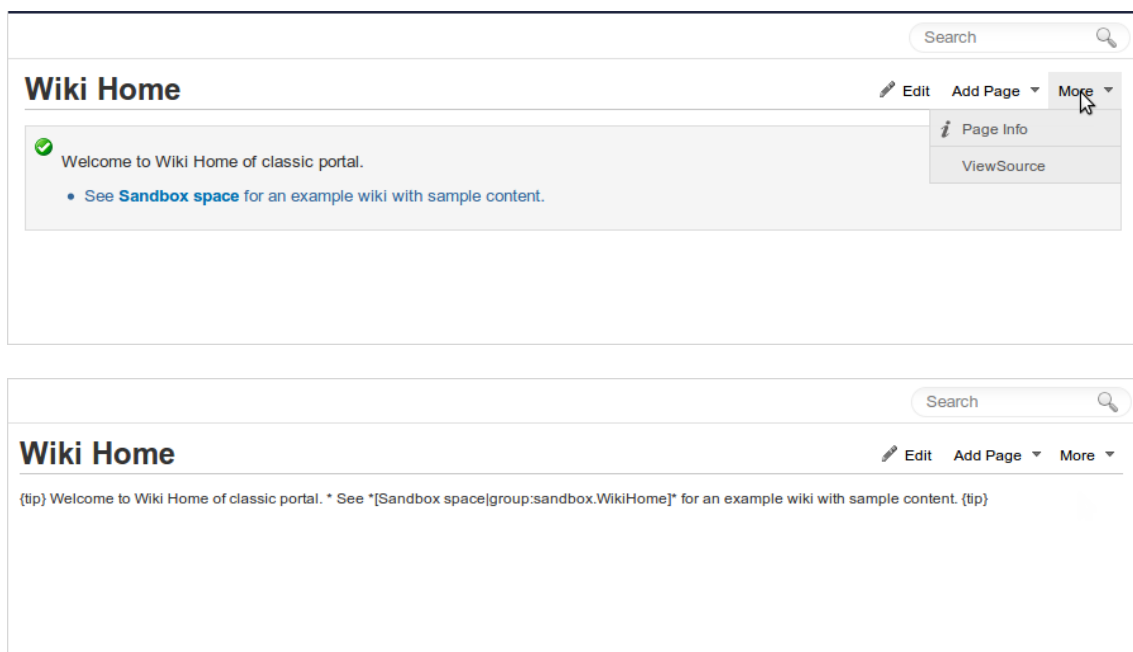 Search
Wiki Home
Edit Add Page More
Page Info
ViewSource
Welcome to Wiki Home of classic portal.
• See Sandbox space for an example wiki with sample content.
Search
Wiki Home
Edit Add Page More
{tip} Welcome to Wiki Home of classic portal. * See *[Sandbox space|group:sandbox.WikiHome]* for an example wiki with sample content. {tip}